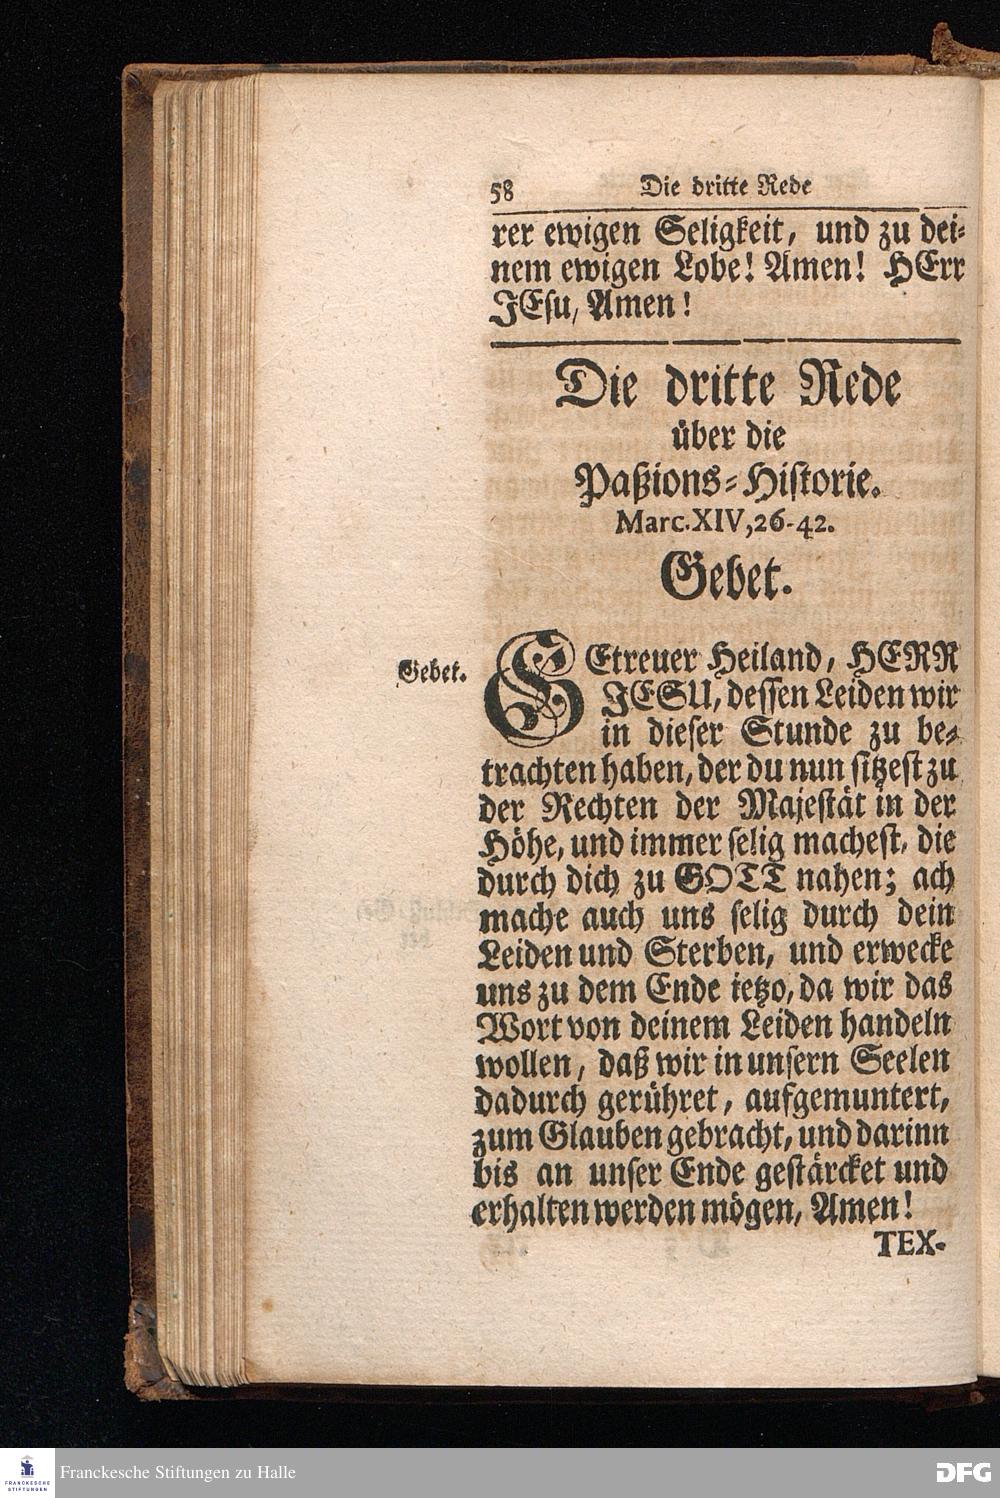 58 Die dritte Rede
rer ewigen Seligkeit, und zu dei-
nem ewigen Lobe! Amen! HErr
JEsu, Amen!
Die dritte Rede
über die
Paßions-Historie.
Marc.XIV,26-42.
Gebet.
Gebet.
GEtreuer Heiland, HERR
JESU, dessen Leiden wir
in dieser Stunde zu be-
trachten haben, der du nun sitzest zu
der Rechten der Majestät in der
Höhe, und immer selig machest, die
durch dich zu GOTT nahen; ach
mache auch uns selig durch dein
Leiden und Sterben, und erwecke
uns zu dem Ende ietzo, da wir das
Wort von deinem Leiden handeln
wollen, daß wir in unsern Seelen
dadurch gerühret, aufgemuntert,
zum Glauben gebracht, und darinn
bis an unser Ende gestärcket und
erhalten werden mögen, Amen!
TEX-
FRANCKESCHE
STIFTUNGEN
Franckesche Stiftungen zu Halle
DFG